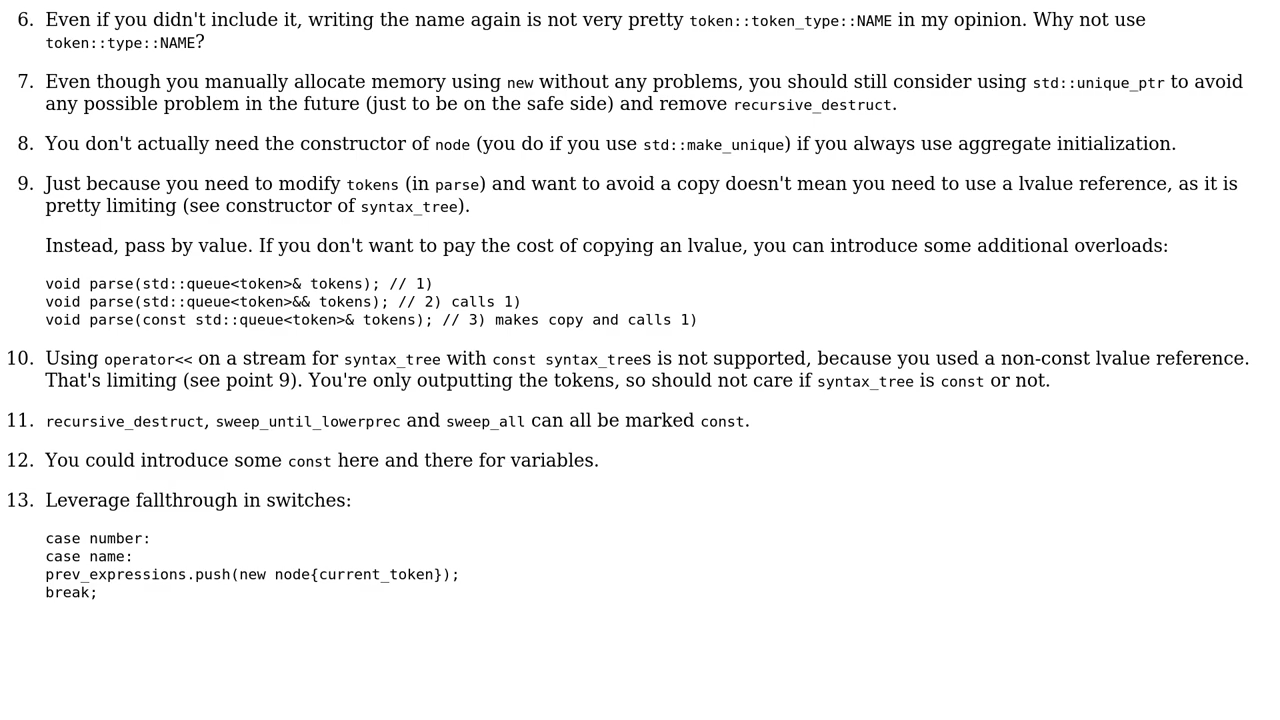 6. Even if you didn't include it, writing the name again is not very pretty token::token_type::NAME in my opinion. Why not use
token::type::NAME?
7. Even though you manually allocate memory using new without any problems, you should still consider using std::unique_ptr to avoid
any possible problem in the future (just to be on the safe side) and remove recursive_destruct.
8. You don't actually need the constructor of node (you do if you use std::make_unique) if you always use aggregate initialization.
9. Just because you need to modify tokens (in parse) and want to avoid a copy doesn't mean you need to use a lvalue reference, as it is
pretty limiting (see constructor of syntax_tree).
Instead, pass by value. If you don't want to pay the cost of copying an lvalue, you can introduce some additional overloads:
void parse(std::queue<token>& tokens); // 1)
void parse(std::queue<token>&& tokens); // 2) calls 1)
void parse(const std::queue<token>& tokens); // 3) makes copy and calls 1)
10. Using operator<< on a stream for syntax_tree with const syntax_trees is not supported, because you used a non-const lvalue reference.
That's limiting (see point 9). You're only outputting the tokens, so should not care if syntax_tree is const or not.
11. recursive_destruct, sweep_until_lowerprec and sweep_all can all be marked const.
12. You could introduce some const here and there for variables.
13. Leverage fallthrough in switches:
case number:
case name:
prev_expressions.push(new node{current_token});
break;